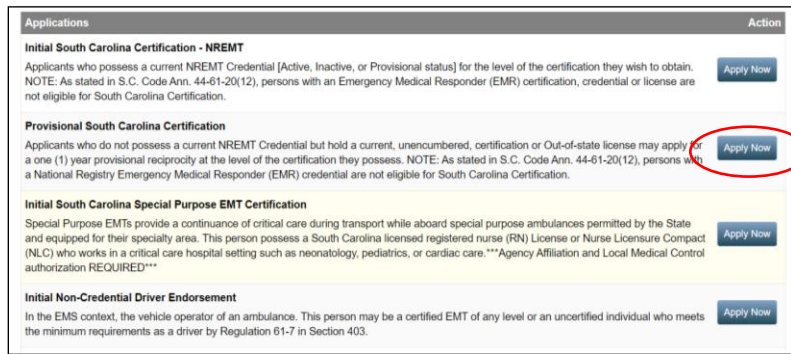 Applications Action
Initial South Carolina Certification - NREMT
Applicants who possess a current NREMT Credential [Active, Inactive, or Provisional status] for the level of the certification they wish to obtain.
NOTE: As stated in S.C. Code Ann. 44-61-20(12), persons with an Emergency Medical Responder (EMR) certification, credential or license are
not eligible for South Carolina Certification.
Apply Now
Provisional South Carolina Certification
Applicants who do not possess a current NREMT Credential but hold a current, unencumbered, certification or Out-of-state license may apply for
a one (1) year provisional reciprocity at the level of the certification they possess. NOTE: As stated in S.C. Code Ann. 44-61-20(12), persons with
a National Registry Emergency Medical Responder (EMR) credential are not eligible for South Carolina Certification.
Apply Now
Initial South Carolina Special Purpose EMT Certification
Special Purpose EMTs provide a continuance of critical care during transport while aboard special purpose ambulances permitted by the State
and equipped for their specialty area. This person possess a South Carolina licensed registered nurse (RN) License or Nurse Licensure Compact
(NLC) who works in a critical care hospital setting such as neonatology, pediatrics, or cardiac care.***Agency Affiliation and Local Medical Control
authorization REQUIRED***
Apply Now
Initial Non-Credential Driver Endorsement
In the EMS context, the vehicle operator of an ambulance. This person may be a certified EMT of any level or an uncertified individual who meets
the minimum requirements as a driver by Regulation 61-7 in Section 403.
Apply Now